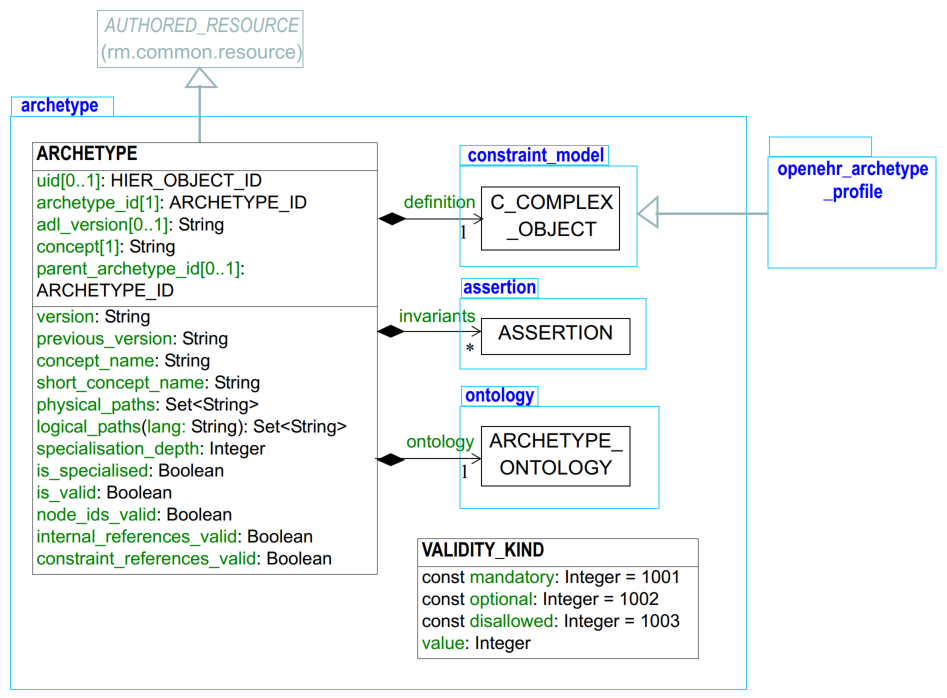 AUTHORED_RESOURCE
(rm.common.resource)
archetype
ARCHETYPE
uid[0..1]: HIER_OBJECT_ID
archetype_id[1]: ARCHETYPE_ID
adl_version[0..1]: String
concept[1]: String
parent_archetype_id[0..1]:
ARCHETYPE_ID
version: String
previous_version: String
concept_name: String
short_concept_name: String
physical_paths: Set<String>
logical_paths(lang: String): Set<String>
specialisation_depth: Integer
is_specialised: Boolean
is_valid: Boolean
node_ids_valid: Boolean
internal_references_valid: Boolean
constraint_references_valid: Boolean
constraint_model
definition
1
C_COMPLEX
_OBJECT
openehr_archetype
_profile
assertion
invariants
*
ASSERTION
ontology
ontology
1
ARCHETYPE_
ONTOLOGY
VALIDITY_KIND
const mandatory: Integer = 1001
const optional: Integer = 1002
const disallowed: Integer = 1003
value: Integer